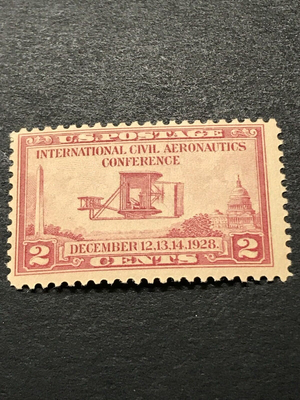 U.S. POSTAGE
INTERNATIONAL CIVIL AERONAUTICS
CONFERENCE
DECEMBER 12.13.14.1928.
2 CENTS 2